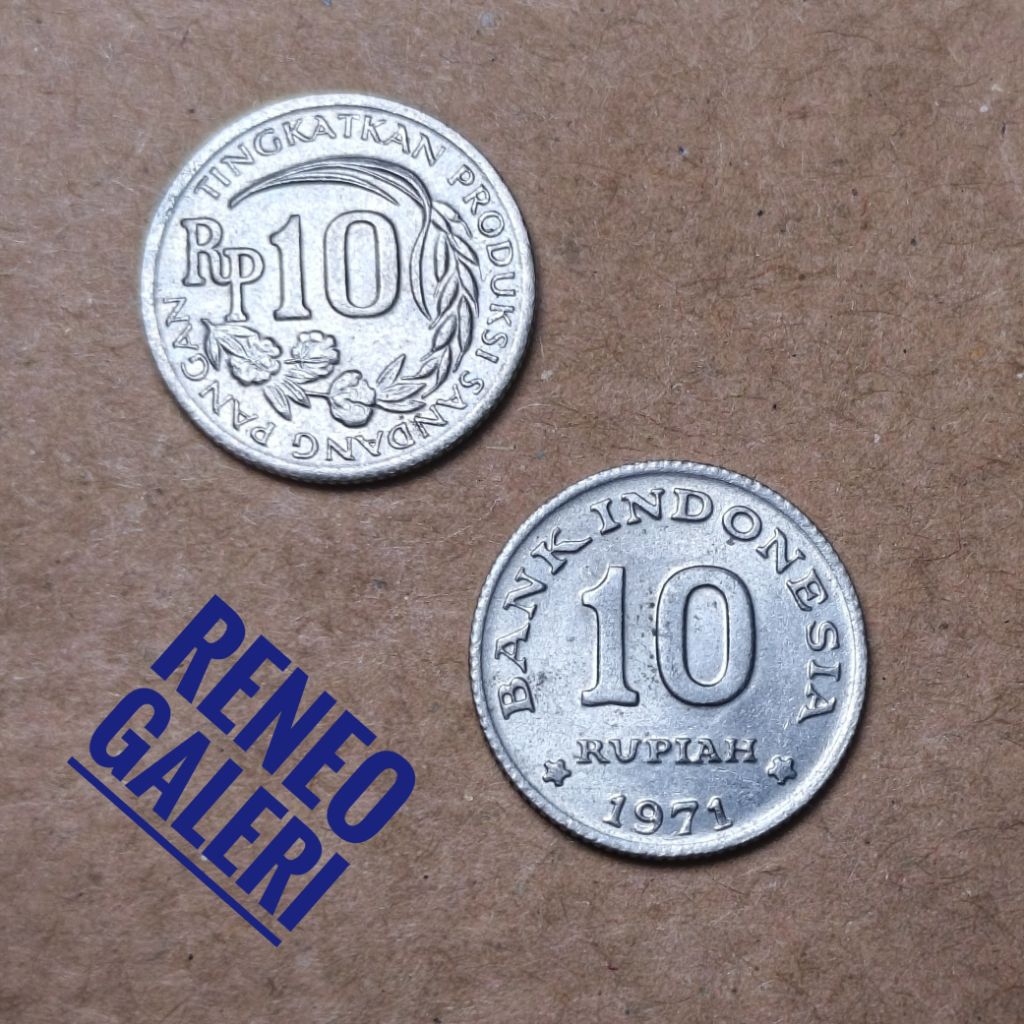 TINGKATKAN PRODUKSI SANDANG PANGAN
RP10
BANK INDONESIA
10
RUPIAH
1971
RENEO
GALERI